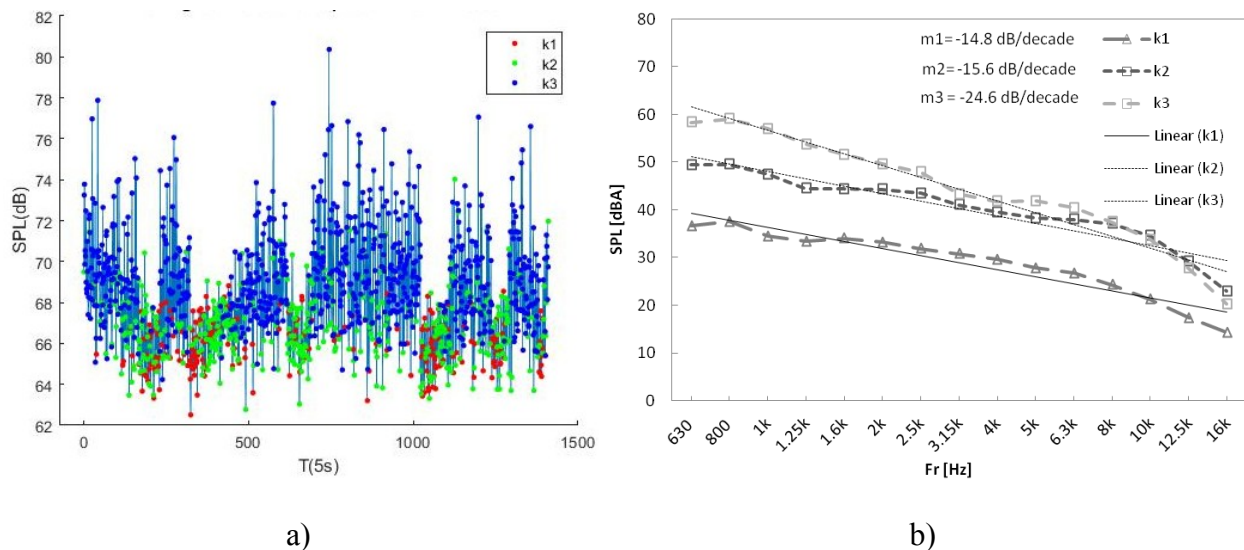 82
80
78
76
74
72
70
68
66
64
62
SPL(dB)
k1
k2
k3
0
500
1000
1500
T(5s)
a)
80
70
60
50
40
30
20
10
0
SPL [dBA]
m1= -14.8 dB/decade
m2= -15.6 dB/decade
m3 = -24.6 dB/decade
k1
k2
k3
Linear (k1)
Linear (k2)
Linear (k3)
630
800
1k
1.25k
1.6k
2k
2.5k
3.15k
4k
5k
6.3k
8k
10k
12.5k
16k
Fr [Hz]
b)